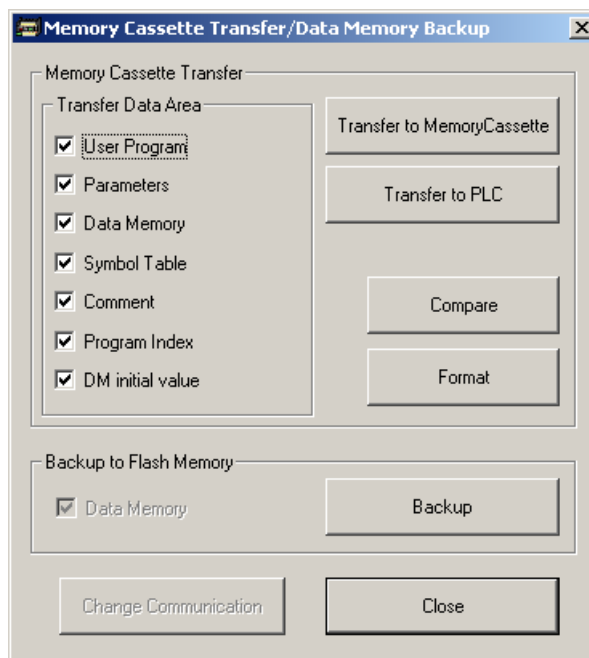 Memory Cassette Transfer/Data Memory Backup
Memory Cassette Transfer
Transfer Data Area
User Program
Parameters
Data Memory
Symbol Table
Comment
Program Index
DM initial value
Transfer to MemoryCassette
Transfer to PLC
Compare
Format
Backup to Flash Memory
Data Memory
Backup
Change Communication
Close